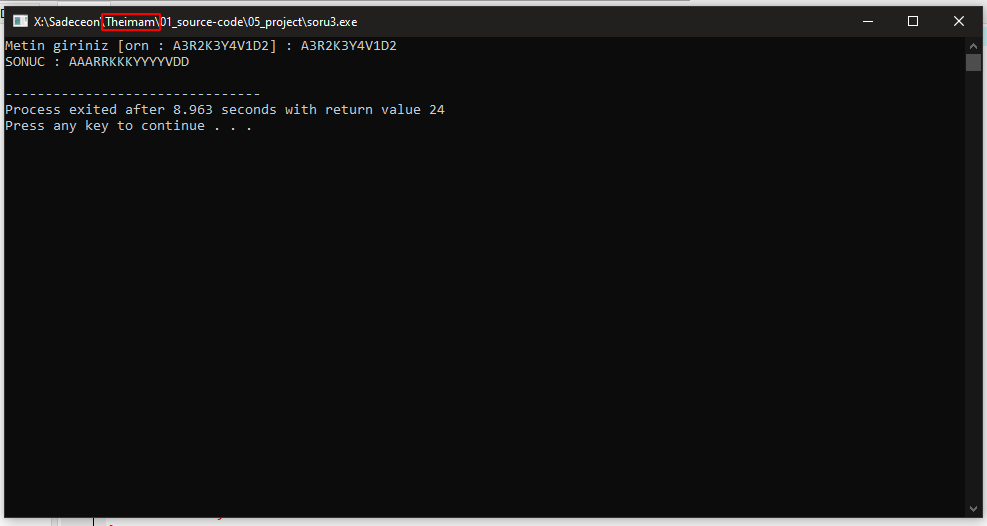 X:\Sadeceon\Theimam\01_source-code\05_project\soru3.exe
Metin giriniz [orn : A3R2K3Y4V1D2] : A3R2K3Y4V1D2
SONUC : AAARRKKKYYYYVDD
--------------------------------
Process exited after 8.963 seconds with return value 24
Press any key to continue . . .